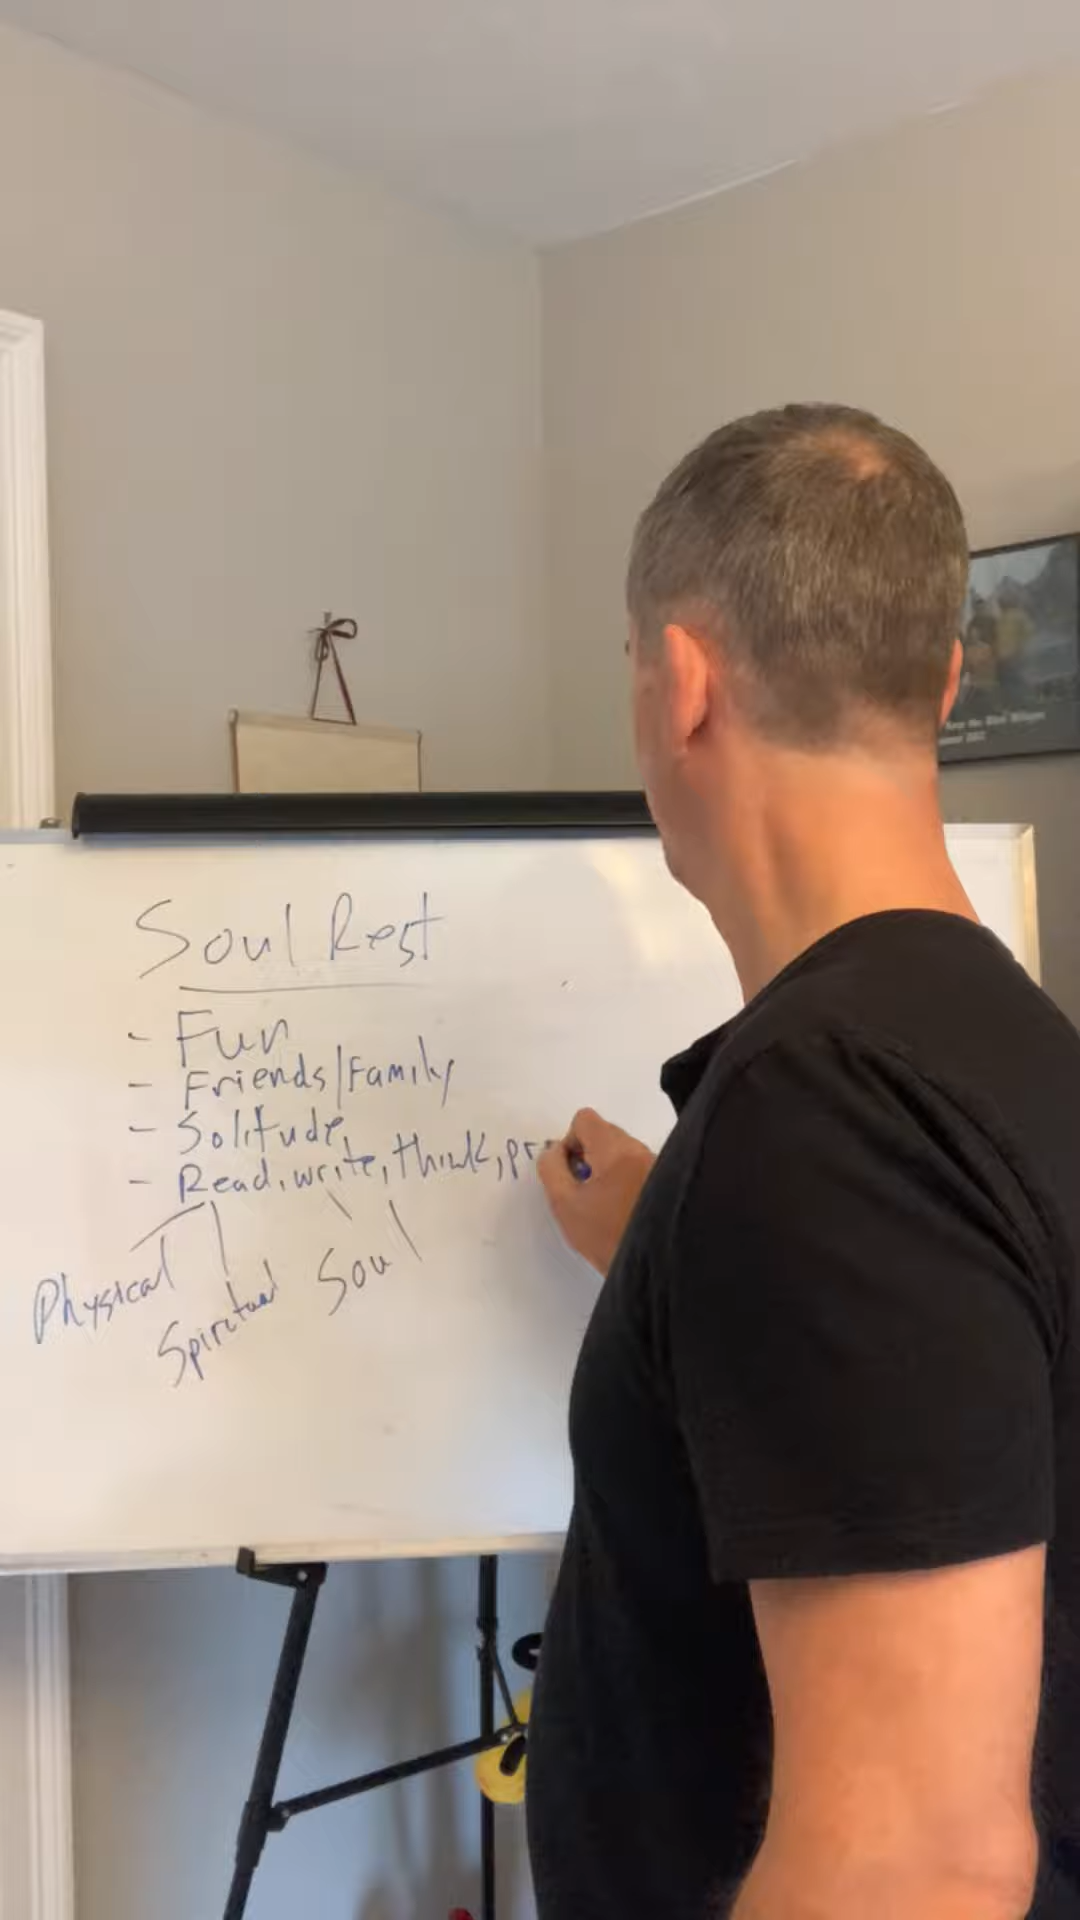 Soul Rest
- Fun
- Friends/Family
- Solitude
- Read, write, think, pr
Physical
Spiritual
Soul